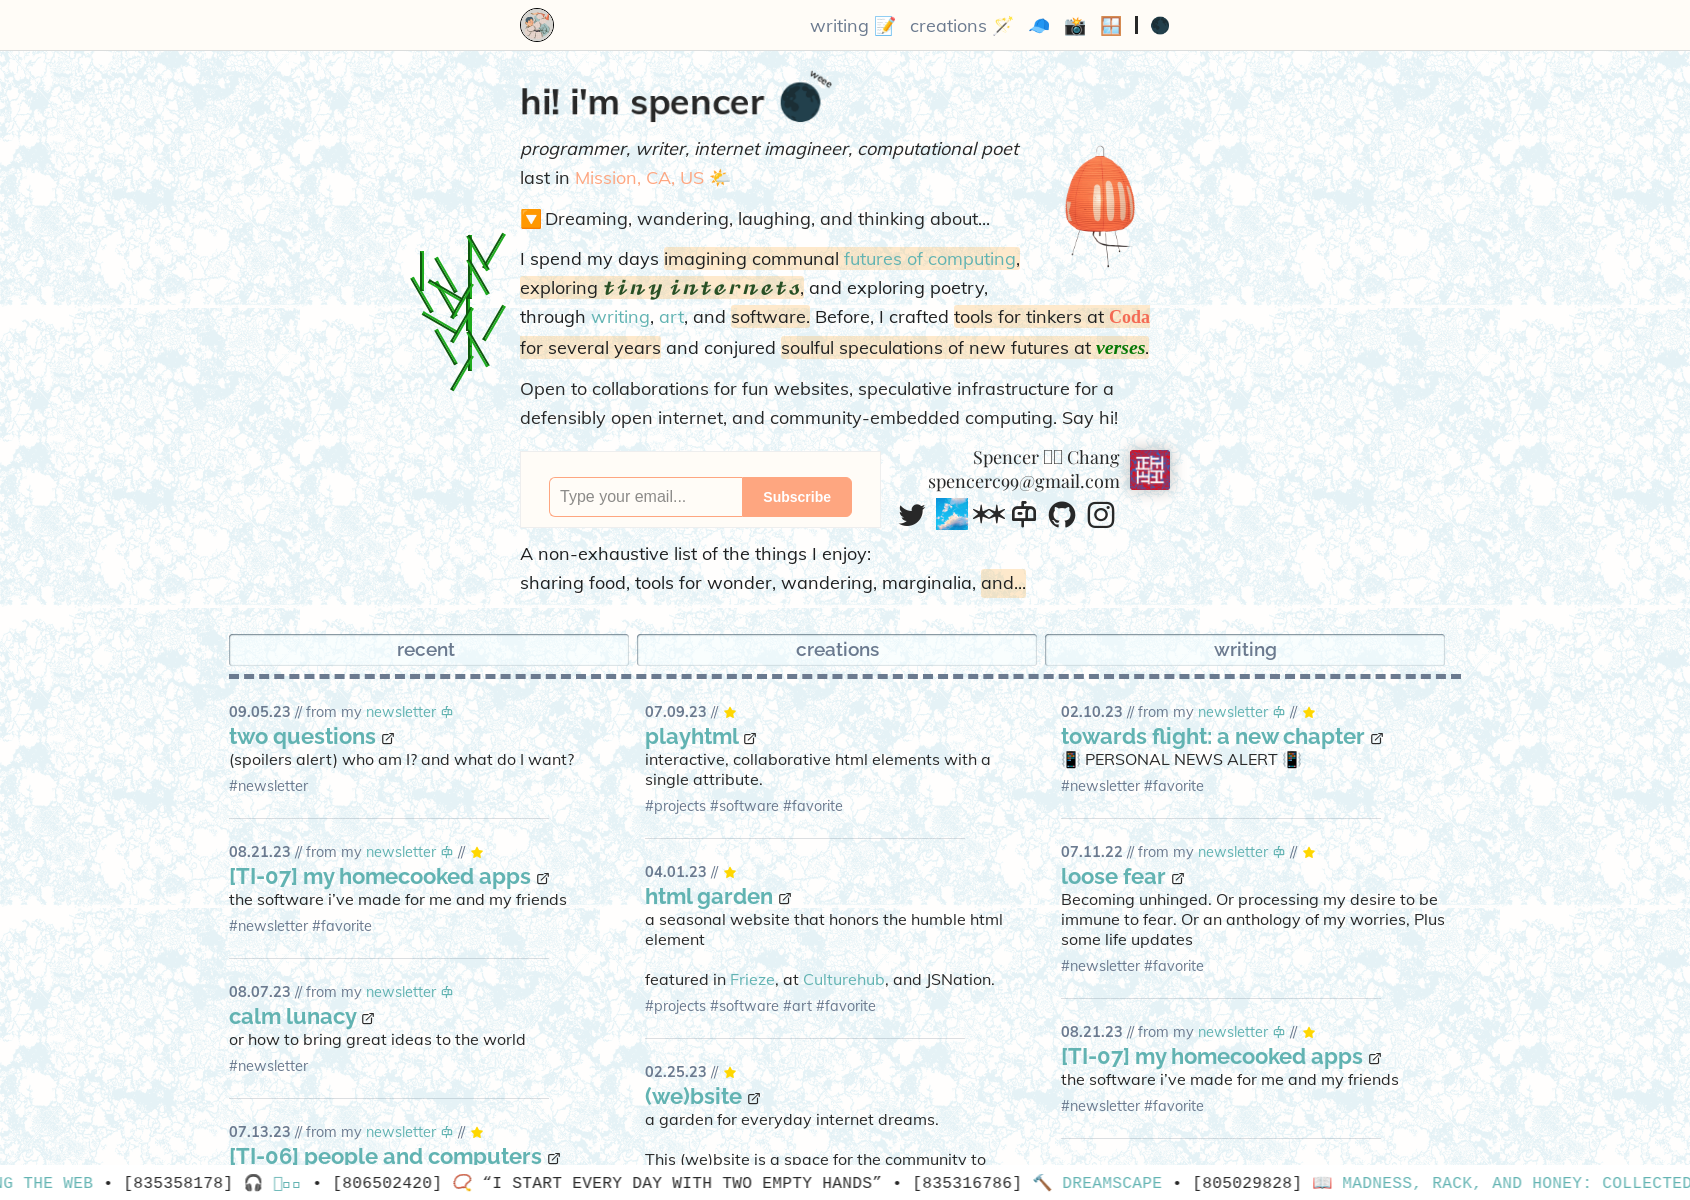 writing 📝 creations 🪄 🧢 📸 🪟 | 🌑
weee
hi! i'm spencer 🌑
programmer, writer, internet imagineer, computational poet
last in Mission, CA, US 🌤️
🔽 Dreaming, wandering, laughing, and thinking about...
I spend my days imagining communal futures of computing,
exploring tiny internets, and exploring poetry,
through writing, art, and software. Before, I crafted tools for tinkers at Coda
for several years and conjured soulful speculations of new futures at verses.
Open to collaborations for fun websites, speculative infrastructure for a
defensibly open internet, and community-embedded computing. Say hi!
Type your email...
Subscribe
Spencer Chang
spencerc99@gmail.com
A non-exhaustive list of the things I enjoy:
sharing food, tools for wonder, wandering, marginalia, and...
recent
creations
writing
09.05.23 // from my newsletter
two questions
(spoilers alert) who am I? and what do I want?
#newsletter
08.21.23 // from my newsletter // ⭐
[TI-07] my homecooked apps
the software i've made for me and my friends
#newsletter #favorite
08.07.23 // from my newsletter
calm lunacy
or how to bring great ideas to the world
#newsletter
07.13.23 // from my newsletter // ⭐
[TI-06] people and computers
07.09.23 // ⭐
playhtml
interactive, collaborative html elements with a
single attribute.
#projects #software #favorite
04.01.23 // ⭐
html garden
a seasonal website that honors the humble html
element
featured in Frieze, at Culturehub, and JSNation.
#projects #software #art #favorite
02.25.23 // ⭐
(we)bsite
a garden for everyday internet dreams.
This (we)bsite is a space for the community to
02.10.23 // from my newsletter // ⭐
towards flight: a new chapter
📳 PERSONAL NEWS ALERT 📳
#newsletter #favorite
07.11.22 // from my newsletter // ⭐
loose fear
Becoming unhinged. Or processing my desire to be
immune to fear. Or an anthology of my worries, Plus
some life updates
#newsletter #favorite
08.21.23 // from my newsletter // ⭐
[TI-07] my homecooked apps
the software i've made for me and my friends
#newsletter #favorite
NG THE WEB • [835358178] 🎧 • [806502420] 📿 “I START EVERY DAY WITH TWO EMPTY HANDS” • [835316786] 🔨 DREAMSCAPE • [805029828] 📖 MADNESS, RACK, AND HONEY: COLLECTED